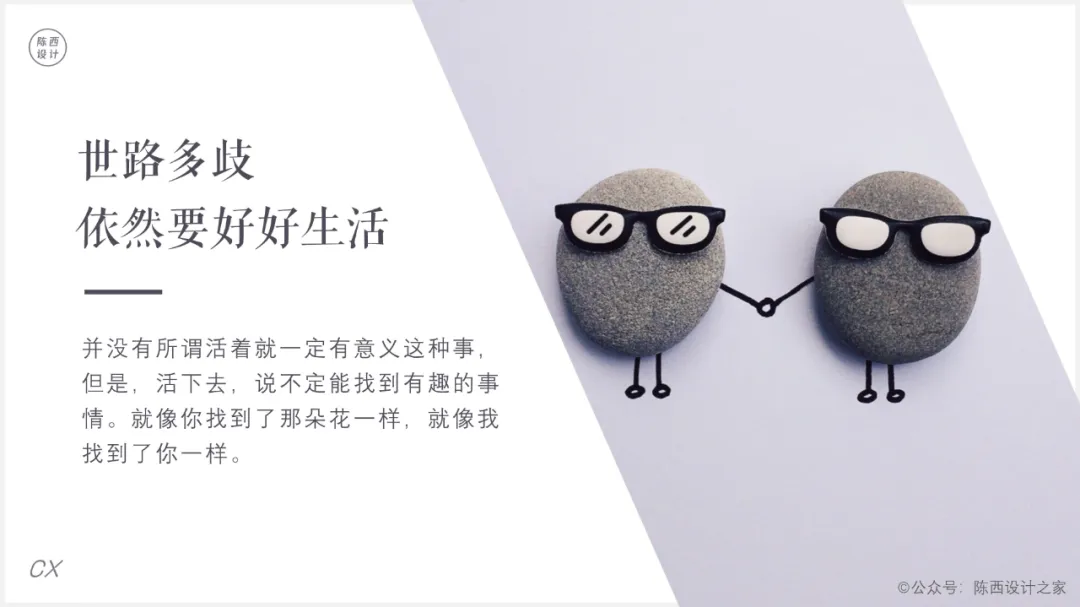 陈西
设计
世路多歧
依然要好好生活
并没有所谓活着就一定有意义这种事，
但是，活下去，说不定能找到有趣的事
情。就像你找到了那朵花一样，就像我
找到了你一样。
CX
©公众号：陈西设计之家